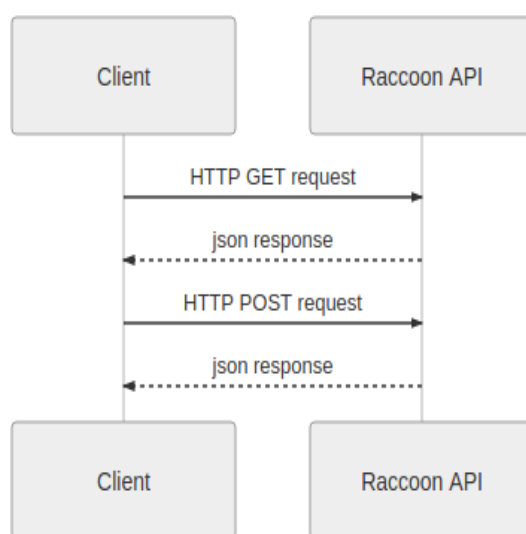 Client
Raccoon API
HTTP GET request
json response
HTTP POST request
json response
Client
Raccoon API